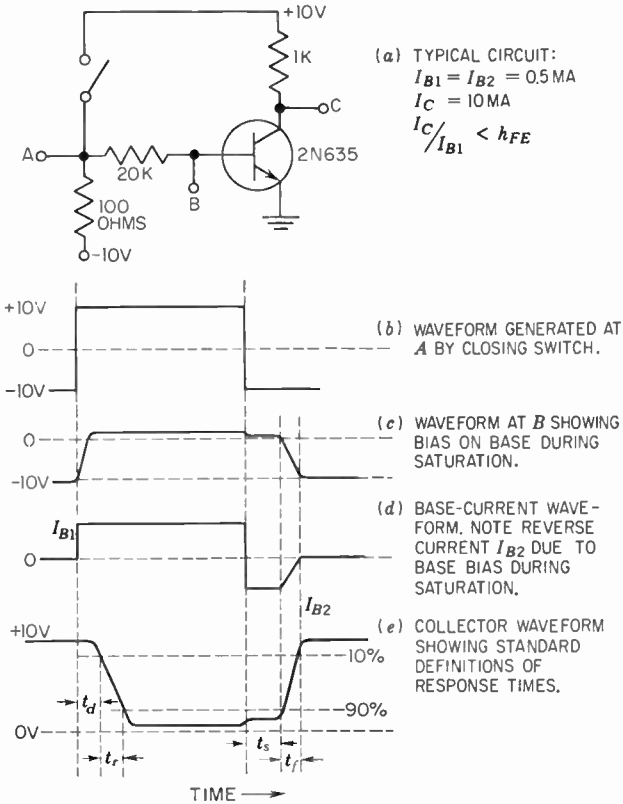 +10V
1K
C
A
20K
B
2N635
100
OHMS
-10V
(a) TYPICAL CIRCUIT:
I_B1 = I_B2 = 0.5 MA
I_C = 10 MA
I_C/I_B1 < h_FE
+10V
0
-10V
(b) WAVEFORM GENERATED AT
A BY CLOSING SWITCH.
0
-10V
(c) WAVEFORM AT B SHOWING
BIAS ON BASE DURING
SATURATION.
I_B1
0
I_B2
(d) BASE-CURRENT WAVE-
FORM. NOTE REVERSE
CURRENT I_B2 DUE TO
BASE BIAS DURING
SATURATION.
+10V
10%
90%
0V
t_d
t_r
t_s
t_f
(e) COLLECTOR WAVEFORM
SHOWING STANDARD
DEFINITIONS OF
RESPONSE TIMES.
TIME →